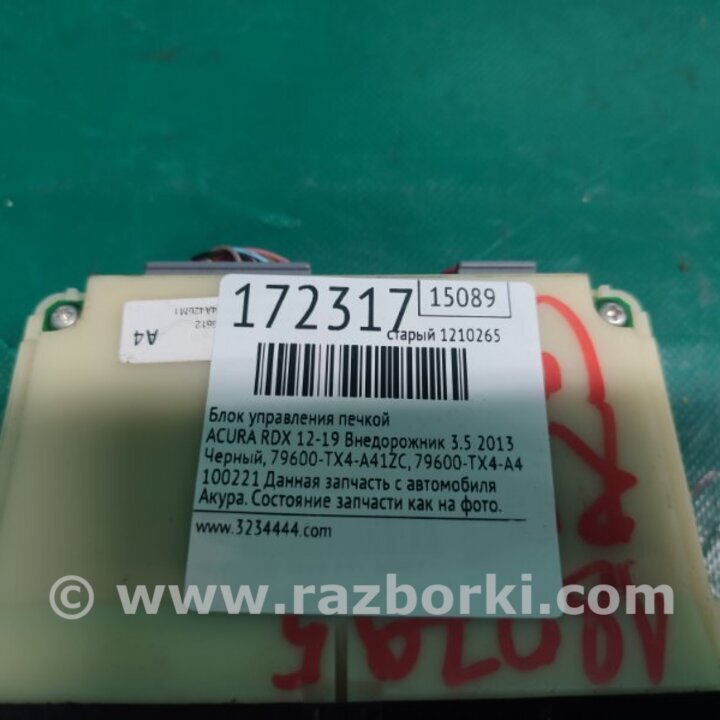 172317
15089
старый 1210265
Блок управления печкой
ACURA RDX 12-19 Внедорожник 3.5 2013
Черный, 79600-TX4-A41ZC, 79600-TX4-A4
100221 Данная запчасть с автомобиля
Акура. Состояние запчасти как на фото.
www.3234444.com
A4
© www.razborki.com